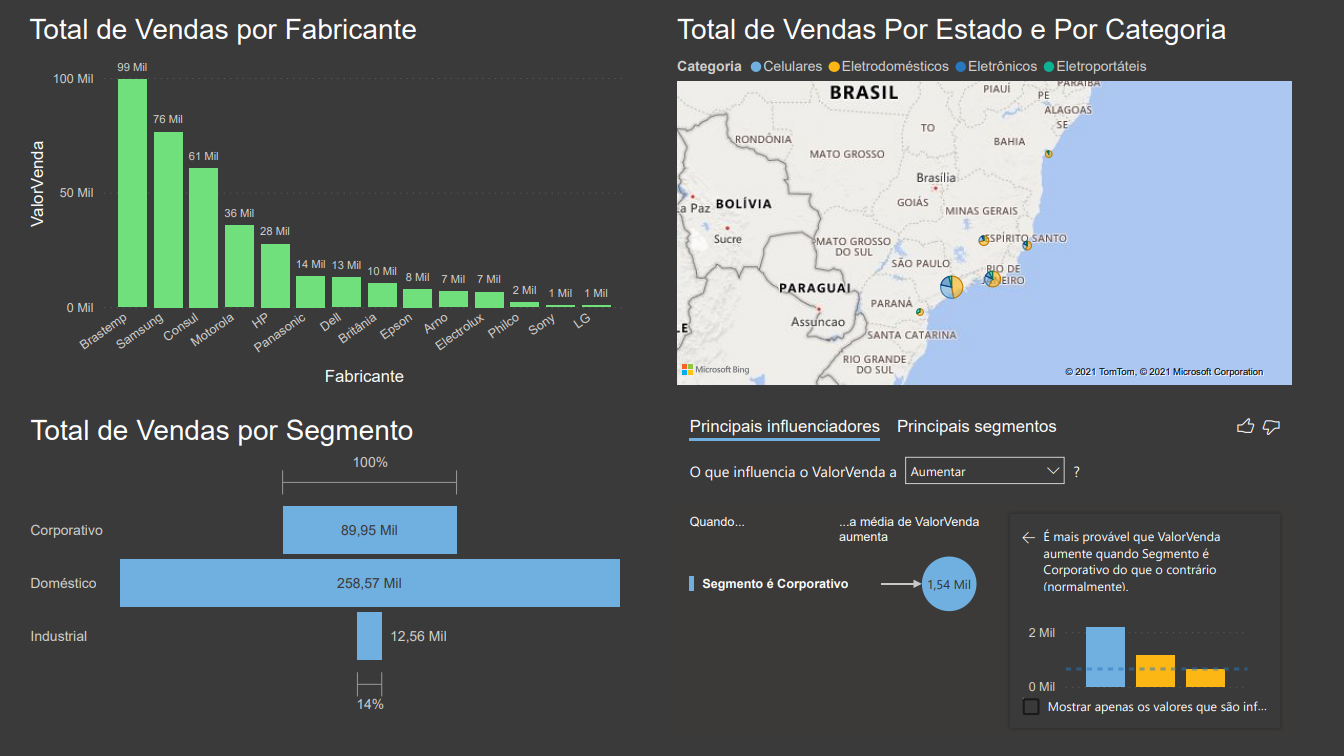 Total de Vendas por Fabricante
99 Mil
100 Mil
76 Mil
61 Mil
50 Mil
36 Mil
28 Mil
14 Mil
13 Mil
10 Mil
8 Mil
7 Mil
7 Mil
2 Mil
1 Mil
1 Mil
0 Mil
ValorVenda
Brastemp
Samsung
Consul
Motorola
HP
Panasonic
Dell
Britânia
Epson
Arno
Electrolux
Philco
Sony
LG
Fabricante
Total de Vendas Por Estado e Por Categoria
Categoria Celulares Eletrodomésticos Eletrônicos Eletroportáteis
BRASIL
PIAUÍ
PARAÍBA
PE
ALAGOAS
SE
TO
RONDÔNIA
BAHIA
MATO GROSSO
Brasília
La Paz
BOLÍVIA
GOIÁS
MINAS GERAIS
Sucre
MATO GROSSO
DO SUL
ESPÍRITO SANTO
SÃO PAULO
RIO DE
JANEIRO
PARAGUAI
PARANÁ
Assuncao
SANTA CATARINA
RIO GRANDE
DO SUL
Microsoft Bing
© 2021 TomTom, © 2021 Microsoft Corporation
Total de Vendas por Segmento
100%
Corporativo
89,95 Mil
Doméstico
258,57 Mil
Industrial
12,56 Mil
14%
Principais influenciadores Principais segmentos
O que influencia o ValorVenda a Aumentar ?
Quando...
...a média de ValorVenda
aumenta
Segmento é Corporativo
1,54 Mil
É mais provável que ValorVenda
aumente quando Segmento é
Corporativo do que o contrário
(normalmente).
2 Mil
0 Mil
Mostrar apenas os valores que são inf...